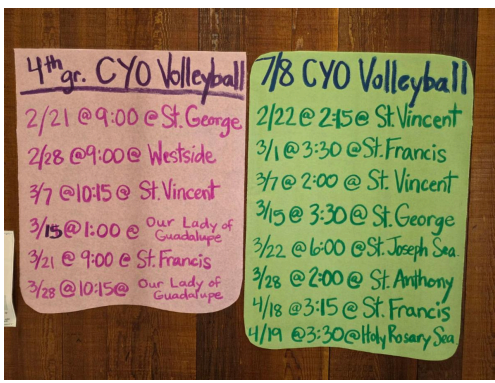 4th gr. CYO Volleyball
2/21 @ 9:00 @ St. George
2/28 @ 9:00 @ Westside
3/7 @ 10:15 @ St. Vincent
3/15 @ 1:00 @ Our Lady of
Guadalupe
3/21 @ 9:00 @ St. Francis
3/28 @ 10:15 @ Our Lady of
Guadalupe
7/8 CYO Volleyball
2/22 @ 2:15 @ St Vincent
3/1 @ 3:30 @ St. Francis
3/7 @ 2:00 @ St. Vincent
3/15 @ 3:30 @ St. George
3/22 @ 6:00 @ St. Joseph Sea.
3/28 @ 2:00 @ St. Anthony
4/18 @ 3:15 @ St. Francis
4/19 @ 3:30 @ Holy Rosary Sea.